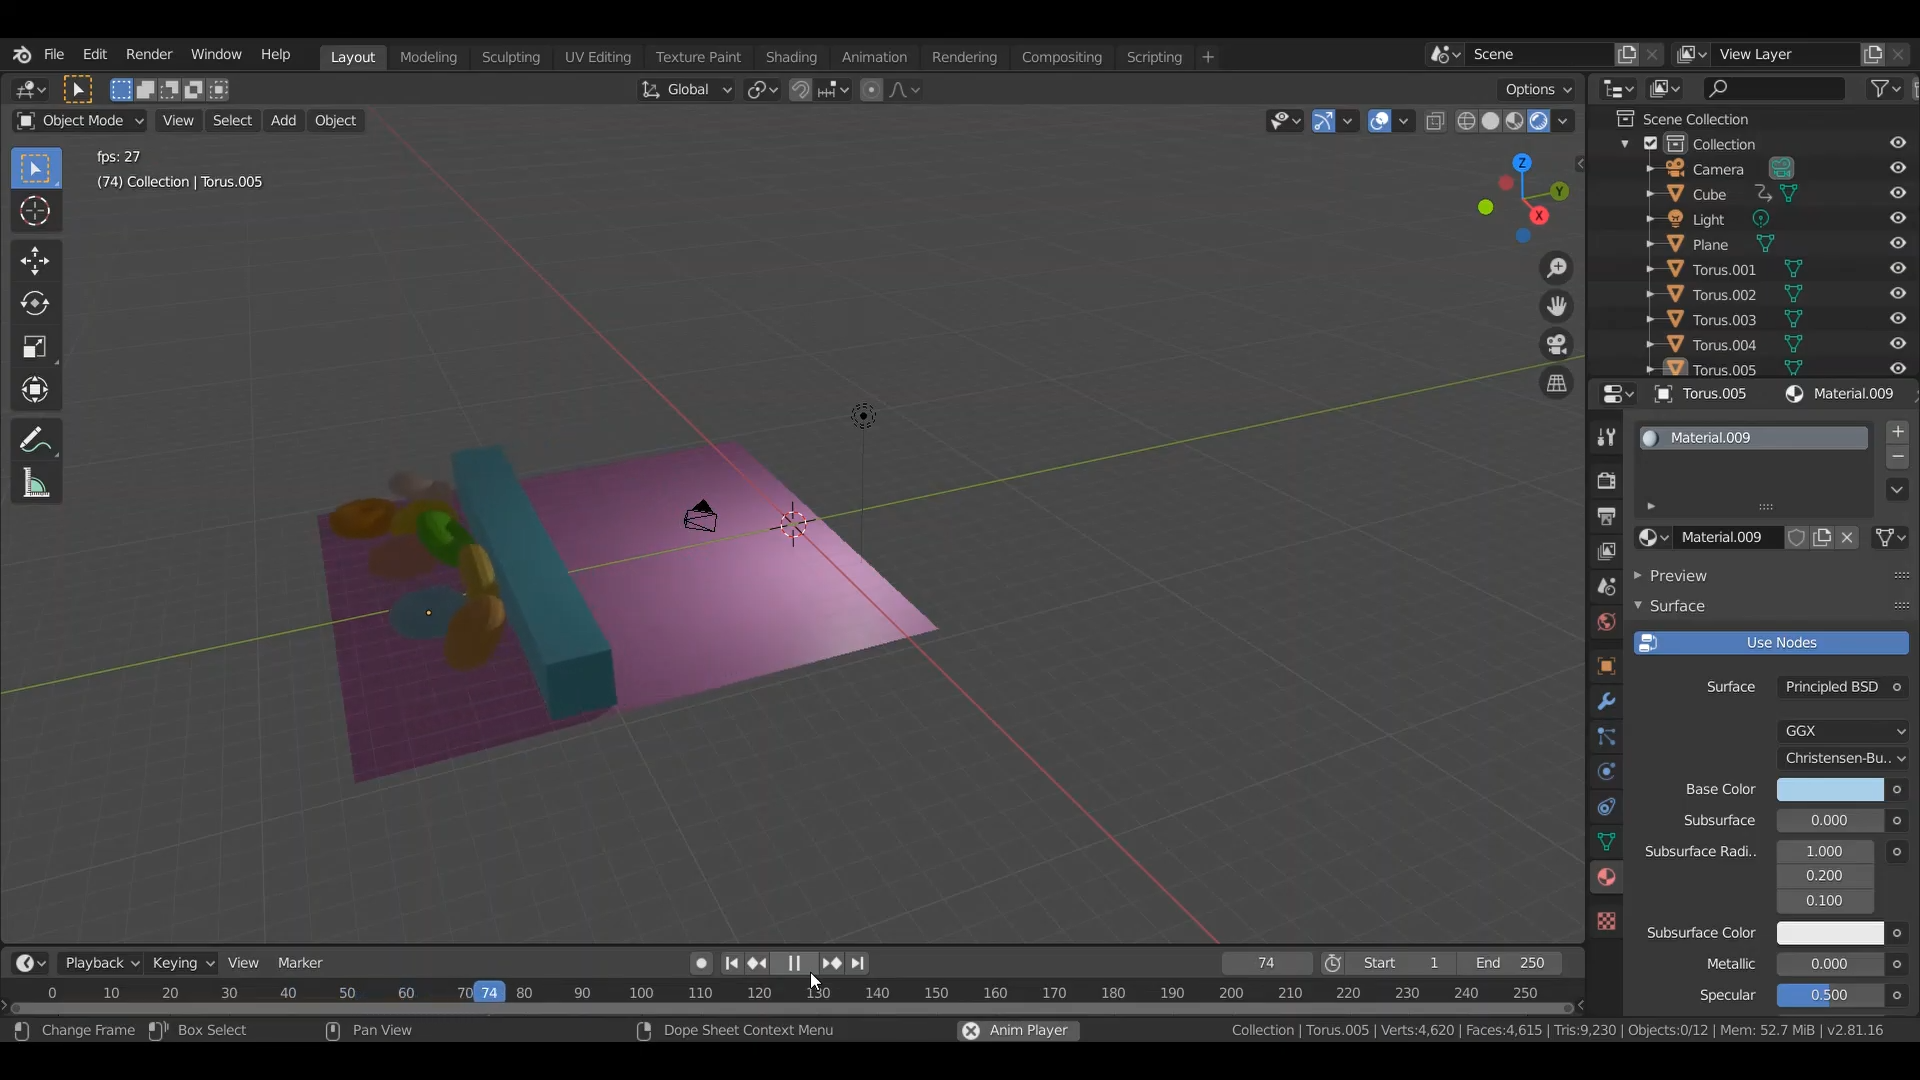 File Edit Render Window Help Layout Modeling Sculpting UV Editing Texture Paint Shading Animation Rendering Compositing Scripting Scene View Layer
Global Options
Object Mode View Select Add Object
fps: 27
(74) Collection | Torus.005
Z
Y
X
Scene Collection
Collection
Camera
Cube
Light
Plane
Torus.001
Torus.002
Torus.003
Torus.004
Torus.005
Torus.005 Material.009
Material.009
Material.009
Preview
Surface
Use Nodes
Surface Principled BSD
GGX
Christensen-Bu..
Base Color
Subsurface 0.000
Subsurface Radi.. 1.000
0.200
0.100
Subsurface Color
Metallic 0.000
Specular 0.500
Playback Keying View Marker 74 Start 1 End 250
0 10 20 30 40 50 60 70 74 80 90 100 110 120 130 140 150 160 170 180 190 200 210 220 230 240 250
Change Frame Box Select Pan View Dope Sheet Context Menu Anim Player Collection | Torus.005 | Verts:4,620 | Faces:4,615 | Tris:9,230 | Objects:0/12 | Mem: 52.7 MiB | v2.81.16